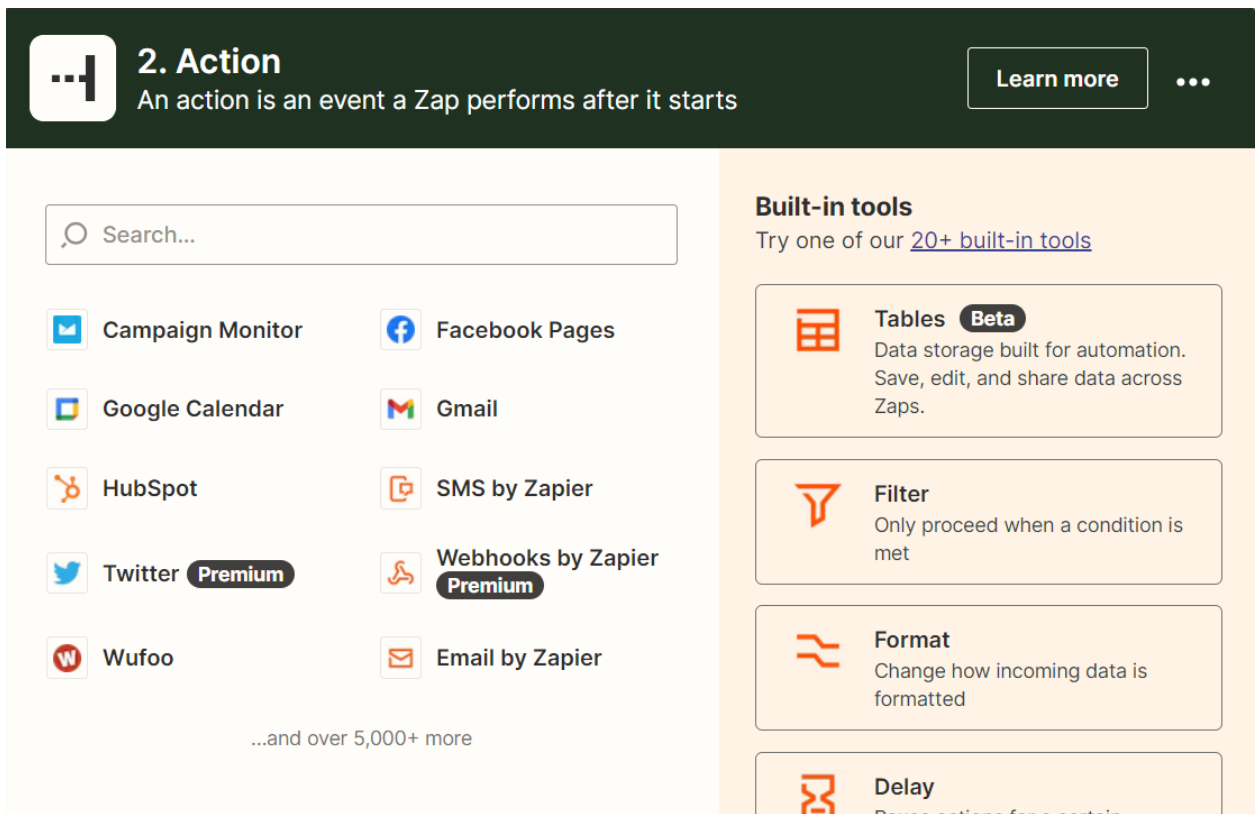 2. Action
An action is an event a Zap performs after it starts
Learn more
Search...
Campaign Monitor
Facebook Pages
Google Calendar
Gmail
HubSpot
SMS by Zapier
Twitter Premium
Webhooks by Zapier
Premium
Wufoo
Email by Zapier
...and over 5,000+ more
Built-in tools
Try one of our 20+ built-in tools
Tables Beta
Data storage built for automation.
Save, edit, and share data across
Zaps.
Filter
Only proceed when a condition is
met
Format
Change how incoming data is
formatted
Delay